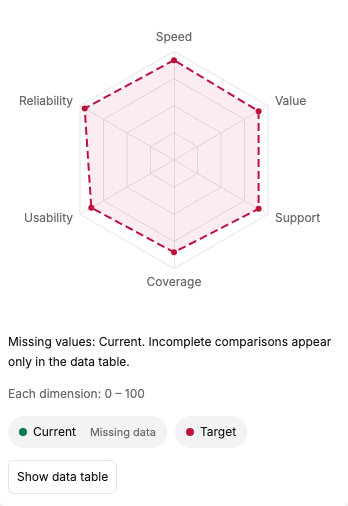 Speed
Reliability
Value
Usability
Support
Coverage
Missing values: Current. Incomplete comparisons appear
only in the data table.
Each dimension: 0 – 100
Current Missing data Target
Show data table